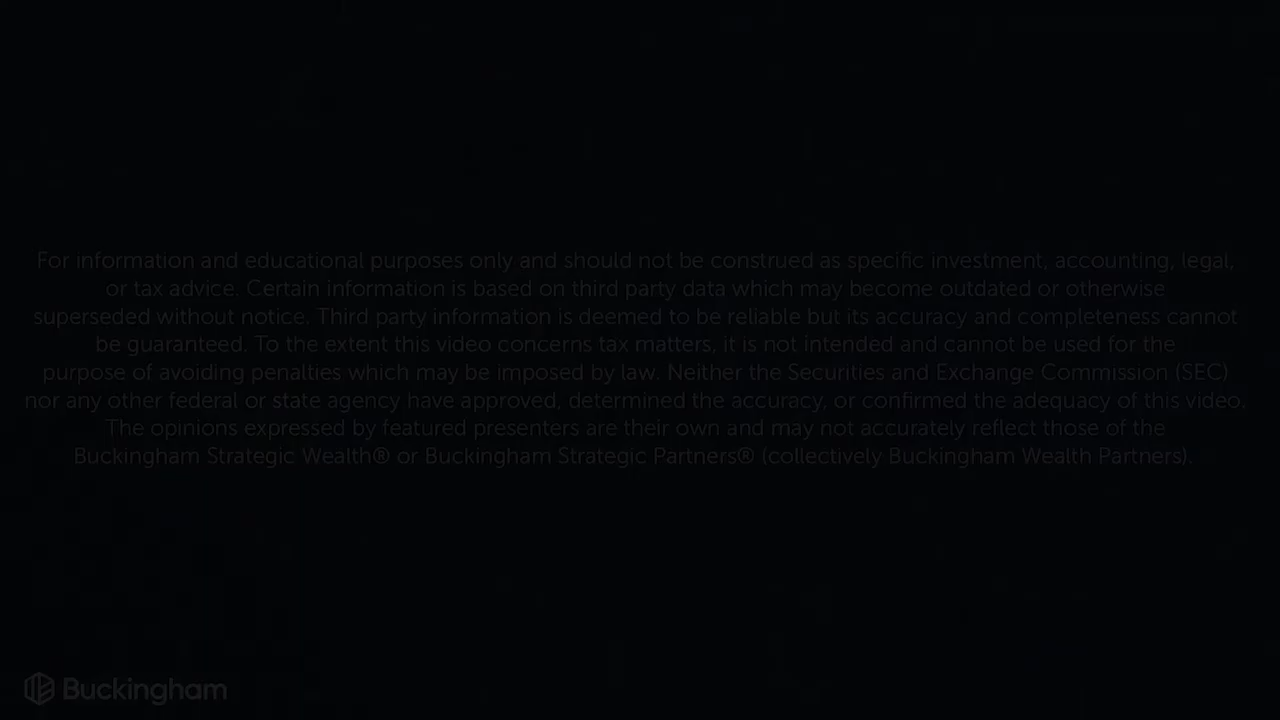 For information and educational purposes only and should not be construed as specific investment, accounting, legal,
or tax advice. Certain information is based on third party data which may become outdated or otherwise
superseded without notice. Third party information is deemed to be reliable but its accuracy and completeness cannot
be guaranteed. To the extent this video concerns tax matters, it is not intended and cannot be used for the
purpose of avoiding penalties which may be imposed by law. Neither the Securities and Exchange Commission (SEC)
nor any other federal or state agency have approved, determined the accuracy, or confirmed the adequacy of this video.
The opinions expressed by featured presenters are their own and may not accurately reflect those of the
Buckingham Strategic Wealth® or Buckingham Strategic Partners® (collectively Buckingham Wealth Partners).
Buckingham